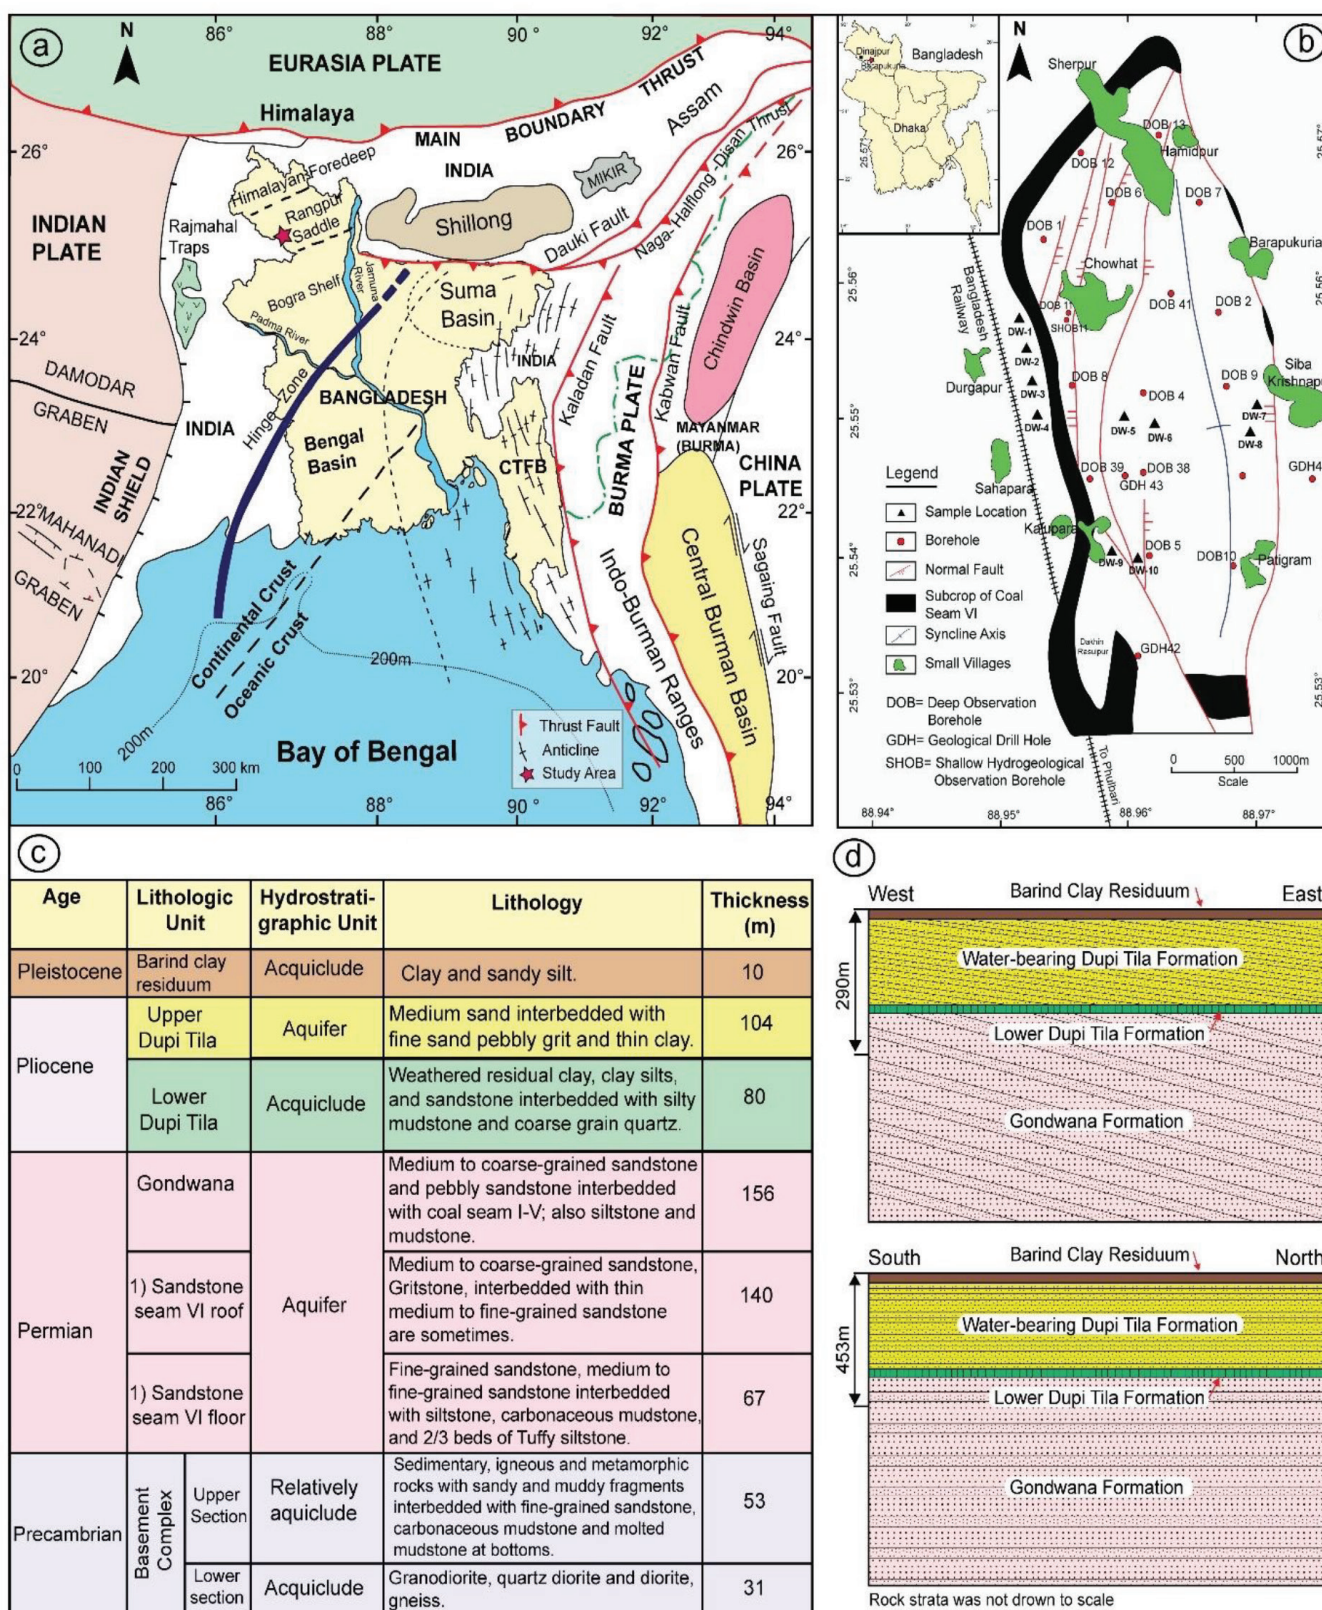 a
N
86°
88°
90°
92°
94°
EURASIA PLATE
Himalaya
MAIN
BOUNDARY
THRUST
Assam
26°
INDIA
MIKIR
Himalayan Foredeep
Rangpur
Saddle
Shillong
Dauki Fault
Naga-Halflong-Disan Thrust
INDIAN
PLATE
Rajmahal
Traps
Jamuna
River
Bogra Shelf
Suma
Basin
Padma River
Chindwin Basin
24°
24°
INDIA
DAMODAR
GRABEN
INDIA
Hinge Zone
BANGLADESH
Bengal
Basin
Kaladan Fault
BURMA PLATE
Kabwan Fault
MAYANMAR
(BURMA)
CTFB
CHINA
PLATE
INDIAN
SHIELD
22°
22°
MAHANADI
GRABEN
Continental Crust
Oceanic Crust
Indo-Burman Ranges
Central Burman Basin
Sagaing Fault
20°
20°
200m
200m
Bay of Bengal
Thrust Fault
Anticline
Study Area
0 100 200 300 km
86°
88°
90°
92°
94°
b
N
Dinajpur
Barapukuria
Bangladesh
Dhaka
25.57°
25.57°
Sherpur
DOB 13
Hamidpur
DOB 12
DOB 6
DOB 7
DOB 1
Barapukuria
Chowhat
25.56°
25.56°
Bangladesh
Railway
DOB 41
DOB 2
SHOB11
DW-1
DW-2
Durgapur
DW-3
DOB 8
DOB 9
Siba
DOB 4
DW-7
DW-4
DW-5
DW-6
DW-8
25.55°
25.55°
Legend
Sahapara
DOB 39
DOB 38
GDH 43
Sample Location
Borehole
Normal Fault
Subcrop of Coal
Seam VI
Syncline Axis
Small Villages
DOB 5
DW-9
DW-10
DOB10
Patigram
25.54°
25.54°
GDH42
25.53°
25.53°
DOB= Deep Observation
Borehole
GDH= Geological Drill Hole
SHOB= Shallow Hydrogeological
Observation Borehole
To Phulbari
0 500 1000m
Scale
88.94°
88.95°
88.96°
88.97°
c
Age
Lithologic
Unit
Hydrostrati-
graphic Unit
Lithology
Thickness
(m)
Pleistocene
Barind clay
residuum
Acquiclude
Clay and sandy silt.
10
Pliocene
Upper
Dupi Tila
Aquifer
Medium sand interbedded with
fine sand pebbly grit and thin clay.
104
Lower
Dupi Tila
Acquiclude
Weathered residual clay, clay silts,
and sandstone interbedded with silty
mudstone and coarse grain quartz.
80
Permian
Gondwana
Aquifer
Medium to coarse-grained sandstone
and pebbly sandstone interbedded
with coal seam I-V; also siltstone and
mudstone.
156
1) Sandstone
seam VI roof
Medium to coarse-grained sandstone,
Gritstone, interbedded with thin
medium to fine-grained sandstone
are sometimes.
140
1) Sandstone
seam VI floor
Fine-grained sandstone, medium to
fine-grained sandstone interbedded
with siltstone, carbonaceous mudstone,
and 2/3 beds of Tuffy siltstone.
67
Precambrian
Basement
Complex
Upper
Section
Relatively
aquiclude
Sedimentary, igneous and metamorphic
rocks with sandy and muddy fragments
interbedded with fine-grained sandstone,
carbonaceous mudstone and molted
mudstone at bottoms.
53
Lower
section
Acquiclude
Granodiorite, quartz diorite and diorite,
gneiss.
31
d
West
Barind Clay Residuum
East
290m
Water-bearing Dupi Tila Formation
Lower Dupi Tila Formation
Gondwana Formation
South
Barind Clay Residuum
North
453m
Water-bearing Dupi Tila Formation
Lower Dupi Tila Formation
Gondwana Formation
Rock strata was not drown to scale